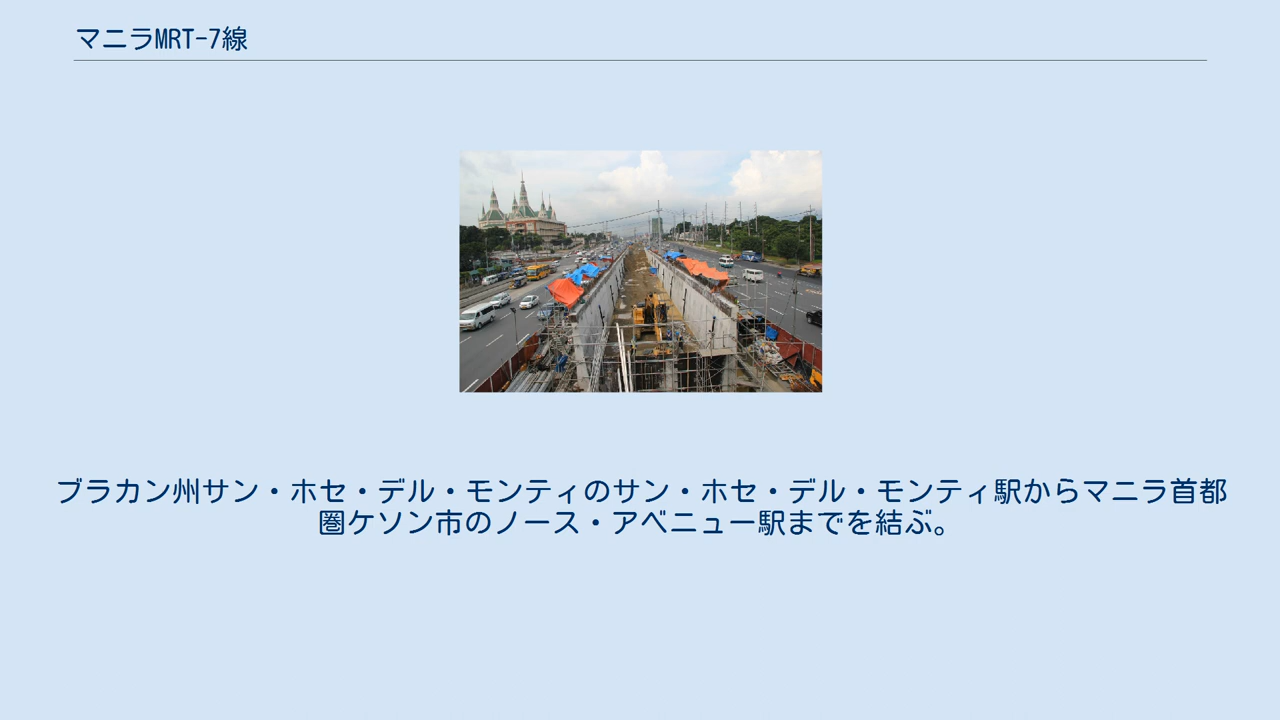 マニラMRT-7線
ブラカン州サン・ホセ・デル・モンティのサン・ホセ・デル・モンティ駅からマニラ首都
圏ケソン市のノース・アベニュー駅までを結ぶ。